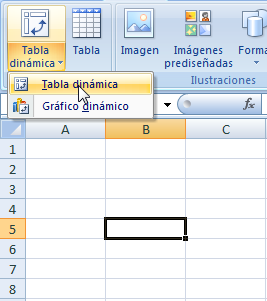 Tabla dinámica
Tabla
Imagen
Imágenes prediseñadas
Forma
Ilustraciones
Tabla dinámica
Gráfico dinámico
fx
A B C
1
2
3
4
5
6
7
8